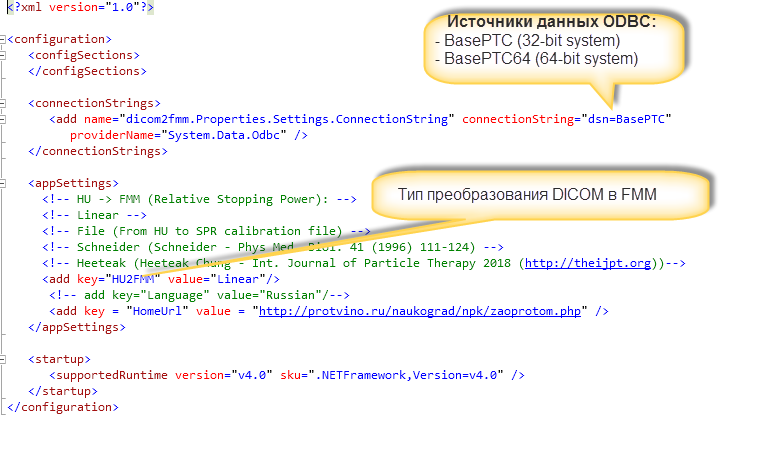 <?xml version="1.0"?>
Источники данных ODBC:
- BasePTC (32-bit system)
- BasePTC64 (64-bit system)
<configuration>
<configSections>
</configSections>
<connectionStrings>
<add name="dicom2fmm.Properties.Settings.ConnectionString" connectionString="dsn=BasePTC"
providerName="System.Data.Odbc" />
</connectionStrings>
<appSettings>
Тип преобразования DICOM в FMM
<!-- HU -> FMM (Relative Stopping Power): -->
<!-- Linear -->
<!-- File (From HU to SPR calibration file) -->
<!-- Schneider (Schneider - Phys Med. Biol. 41 (1996) 111-124) -->
<!-- Heeteak (Heeteak Chung - Int. Journal of Particle Therapy 2018 (http://theijpt.org))-->
<add key="HU2FMM" value="Linear"/>
<!-- add key="Language" value="Russian"/-->
<add key = "HomeUrl" value = "http://protvino.ru/naukograd/npk/zaoprotom.php" />
</appSettings>
<startup>
<supportedRuntime version="v4.0" sku=".NETFramework,Version=v4.0" />
</startup>
</configuration>